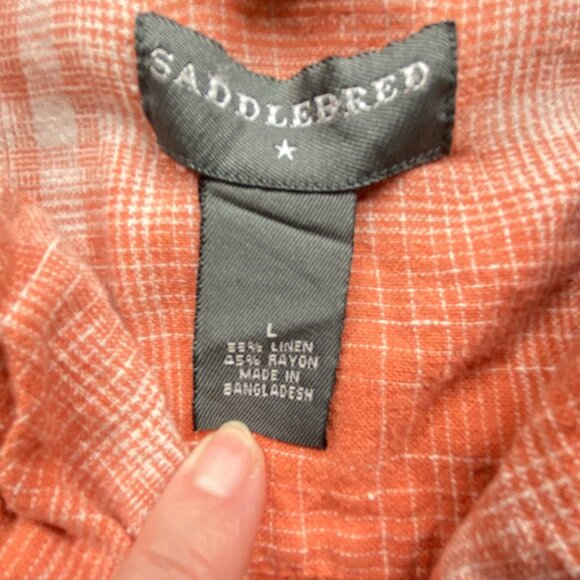 SADDLEBRED
L
55% LINEN
45% RAYON
MADE IN
BANGLADESH